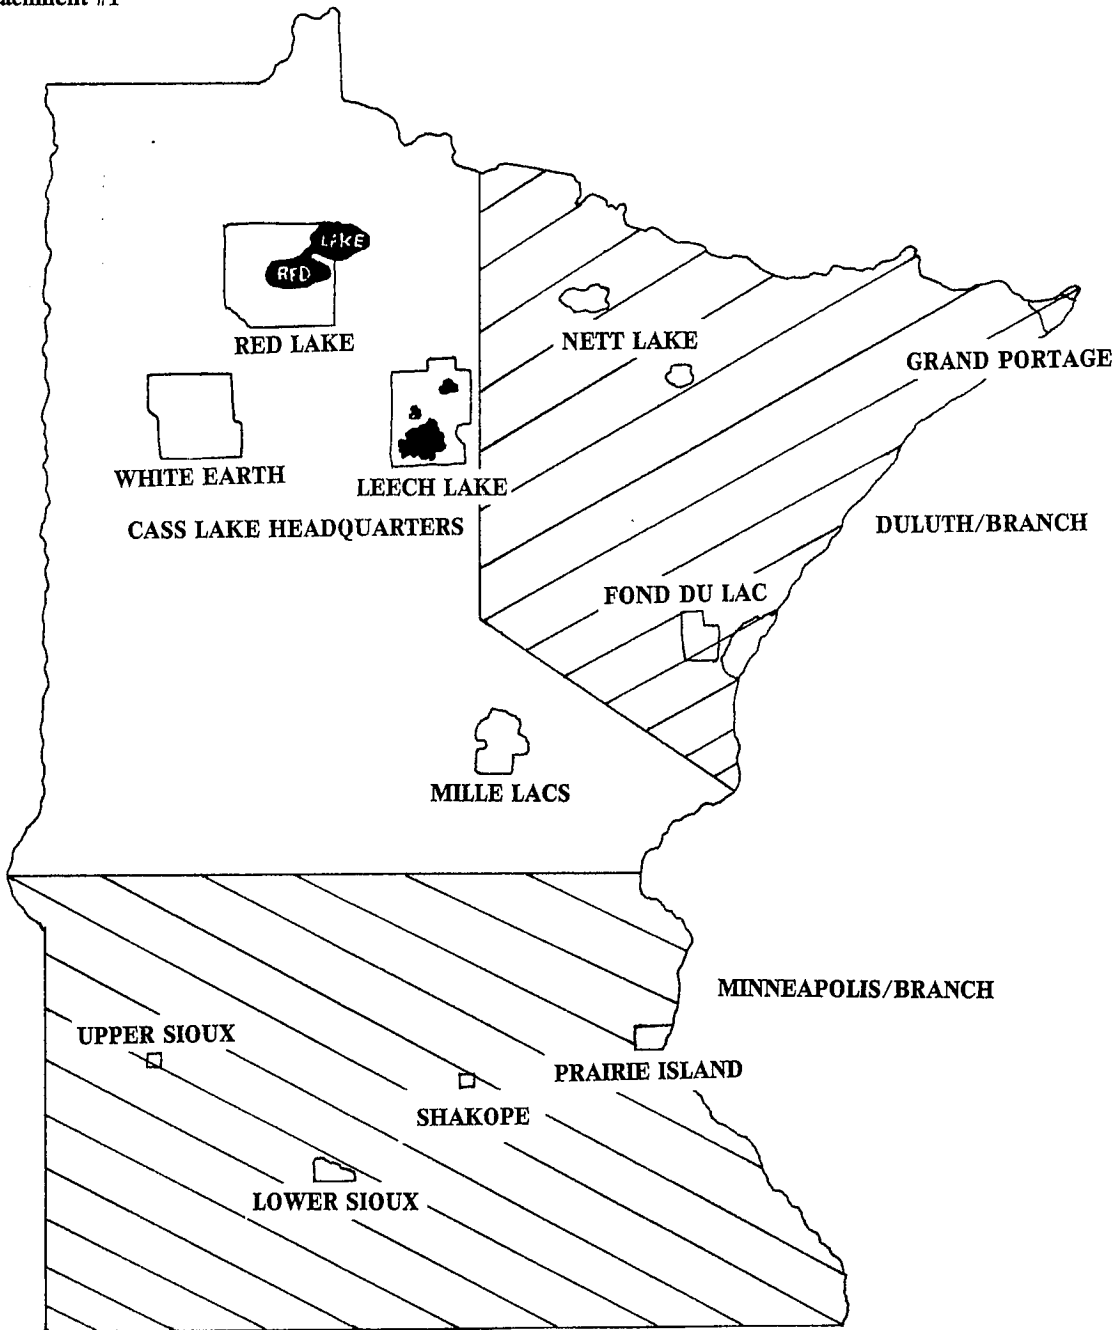 #1
LAKE
RED
RED LAKE
NETT LAKE
GRAND PORTAGE
WHITE EARTH
LEECH LAKE
CASS LAKE HEADQUARTERS
DULUTH/BRANCH
FOND DU LAC
MILLE LACS
MINNEAPOLIS/BRANCH
UPPER SIOUX
PRAIRIE ISLAND
SHAKOPE
LOWER SIOUX